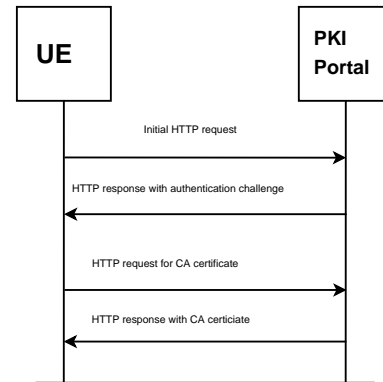 UE
PKI
Portal
Initial HTTP request
HTTP response with authentication challenge
HTTP request for CA certificate
HTTP response with CA certiciate